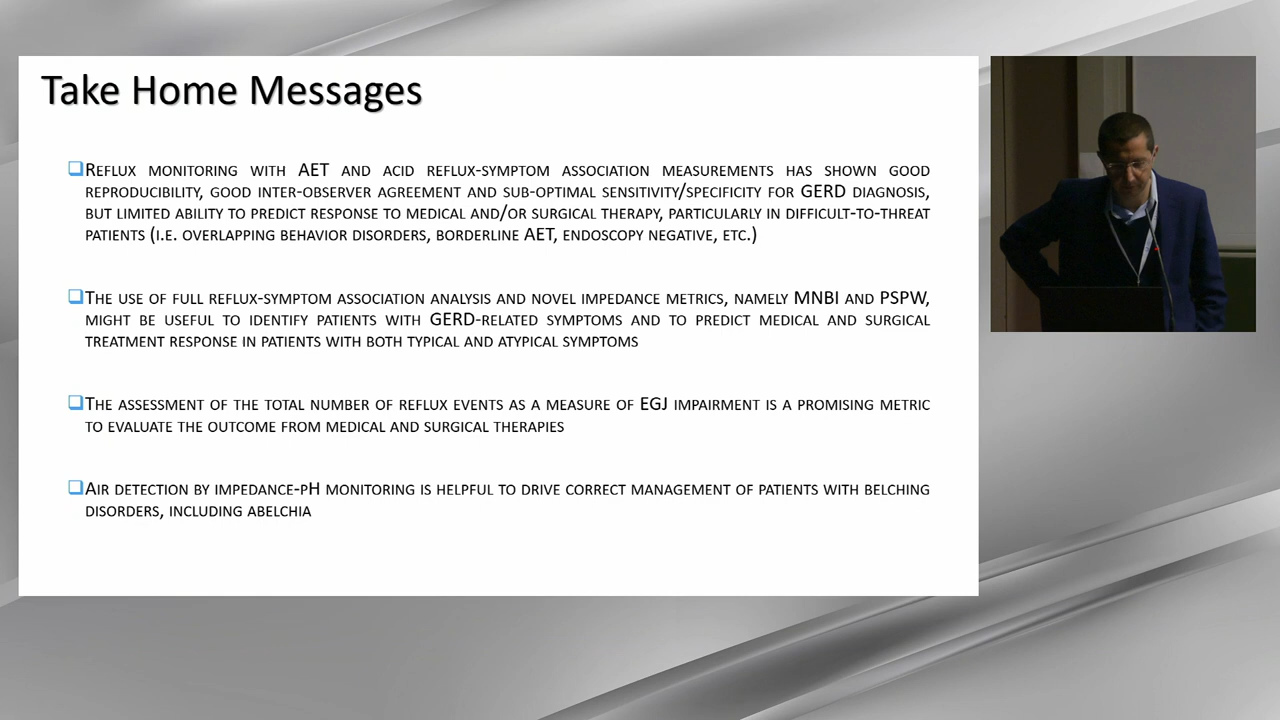 Take Home Messages
Reflux monitoring with AET and acid reflux-symptom association measurements has shown good
reproducibility, good inter-observer agreement and sub-optimal sensitivity/specificity for GERD diagnosis,
but limited ability to predict response to medical and/or surgical therapy, particularly in difficult-to-threat
patients (i.e. overlapping behavior disorders, borderline AET, endoscopy negative, etc.)
The use of full reflux-symptom association analysis and novel impedance metrics, namely MNBI and PSPW,
might be useful to identify patients with GERD-related symptoms and to predict medical and surgical
treatment response in patients with both typical and atypical symptoms
The assessment of the total number of reflux events as a measure of EGJ impairment is a promising metric
to evaluate the outcome from medical and surgical therapies
Air detection by impedance-pH monitoring is helpful to drive correct management of patients with belching
disorders, including abelchia